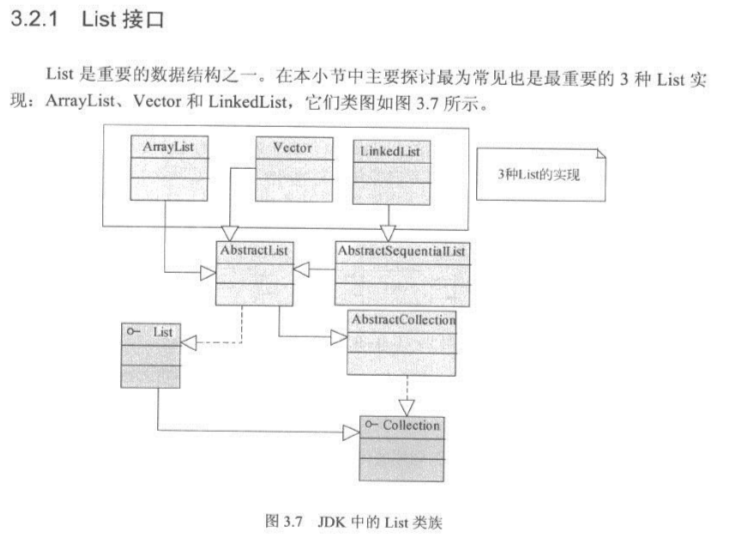 3.2.1 List 接口
List 是重要的数据结构之一。在本小节中主要探讨最为常见也是最重要的 3 种 List 实
现：ArrayList、Vector 和 LinkedList，它们类图如图 3.7 所示。
ArrayList
Vector
LinkedList
3种List的实现
AbstractList
AbstractSequentialList
AbstractCollection
List
Collection
图 3.7 JDK 中的 List 类族